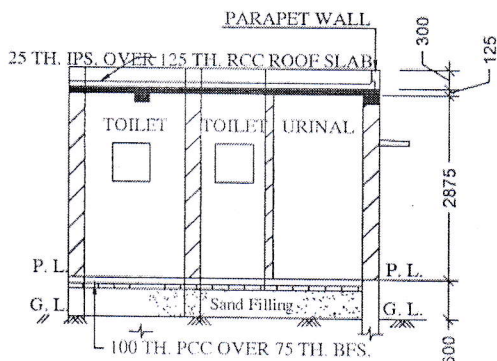 PARAPET WALL
25 TH. IPS. OVER 125 TH. RCC ROOF SLAB
300
125
TOILET TOILET URINAL
2875
P. L. P. L.
G. L. Sand Filling G. L.
100 TH. PCC OVER 75 TH. BFS.